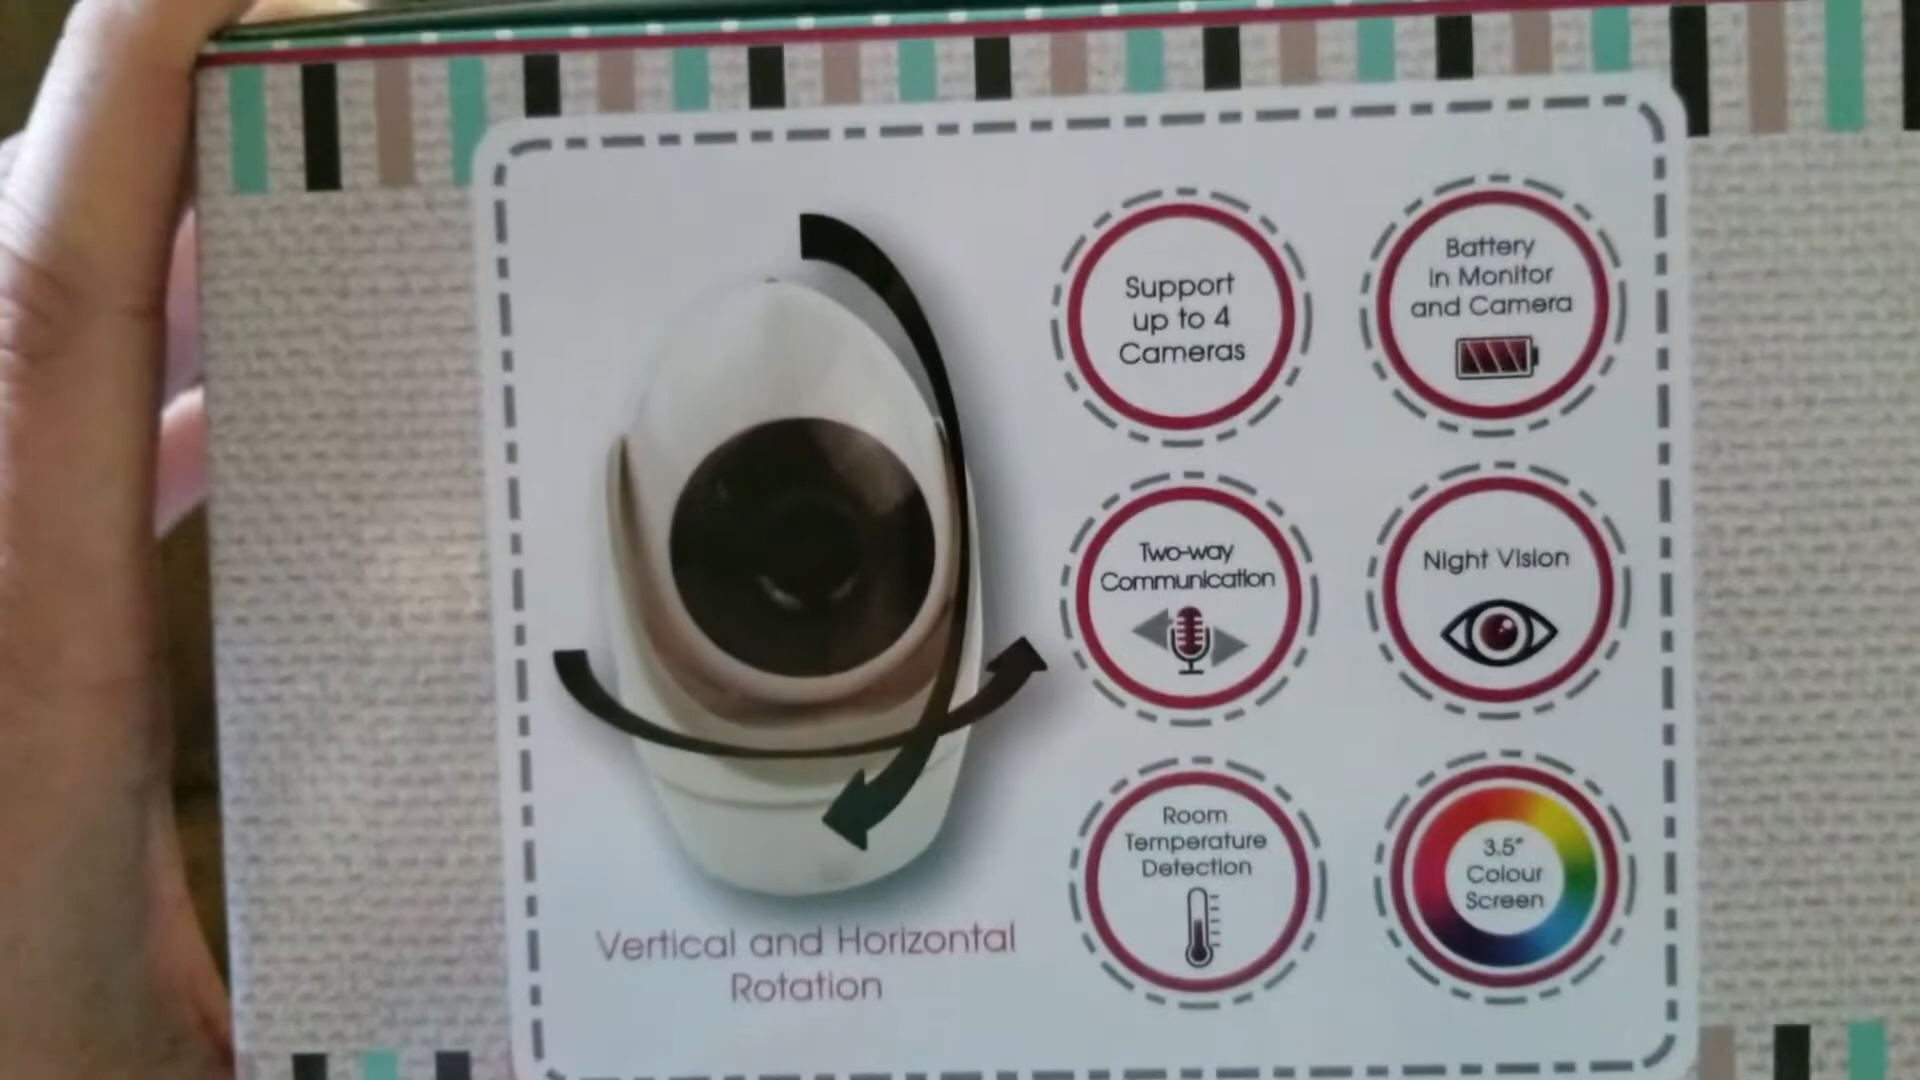 Support
up to 4
Cameras
Battery
in Monitor
and Camera
Two-way
Communication
Night Vision
Room
Temperature
Detection
3.5"
Colour
Screen
Vertical and Horizontal
Rotation